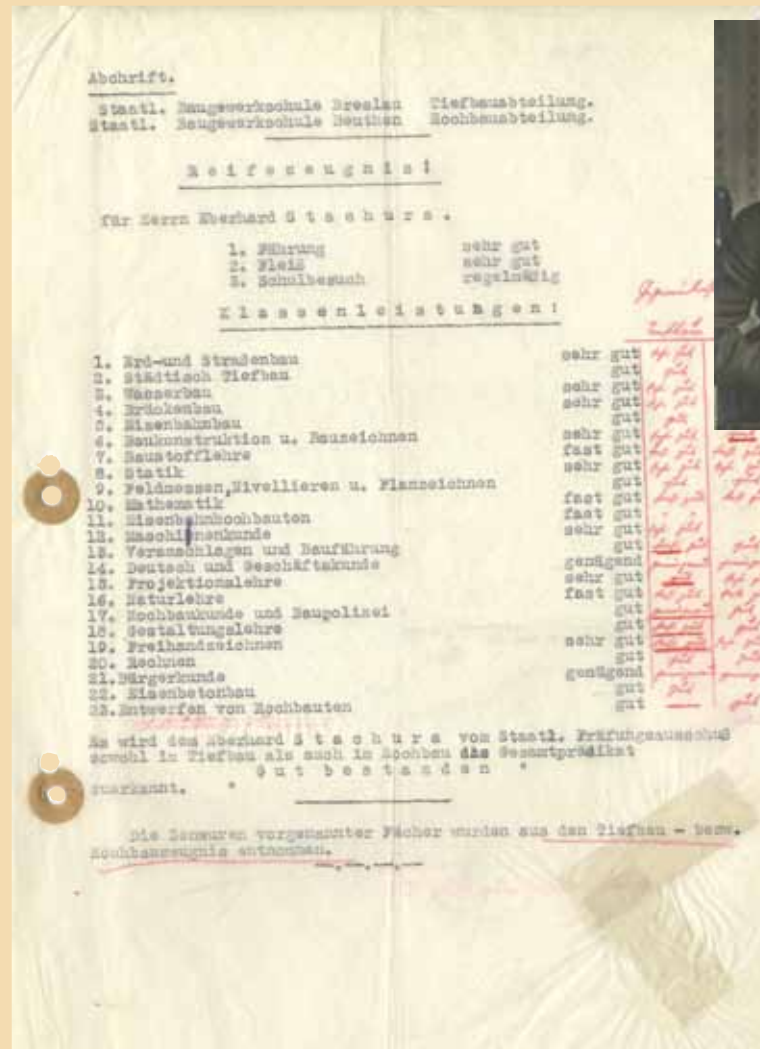 Abschrift.
Staatl. Baugewerkschule Breslau Tiefbauabteilung.
Staatl. Baugewerkschule Beuthen Hochbauabteilung.
Reifezeugnis!
für Herrn Eberhard Stachura.
1. Führung sehr gut
2. Fleiß sehr gut
3. Schulbesuch regelmäßig
Klassenleistungen!
1. Erd-und Straßenbau sehr gut
2. Städtisch Tiefbau gut
3. Wasserbau sehr gut
4. Brückenbau sehr gut
5. Eisenbahnbau gut
6. Baukonstruktion u. Bauzeichnen sehr gut
7. Baustofflehre fast gut
8. Statik sehr gut
9. Feldmessen,Nivellieren u. Planzeichnen gut
10. Mathematik fast gut
11. Eisenbahnhochbauten fast gut
12. Maschinenkunde sehr gut
13. Veranschlagen und Bauführung gut
14. Deutsch und Geschäftskunde genügend
15. Projektionslehre sehr gut
16. Naturlehre fast gut
17. Hochbaukunde und Baupolizei gut
18. Gestaltungslehre gut
19. Freihandzeichnen sehr gut
20. Rechnen gut
21.Bürgerkunde genügend
22. Eisenbetonbau gut
23.Entwerfen von Hochbauten gut
Es wird dem Eberhard Stachura vom Staatl. Prüfungsausschuß
sowohl in Tiefbau als auch in Hochbau das Gesamtprädikat
" Gut bestanden "
zuerkannt.
Die Zensuren vorgenannter Fächer wurden aus den Tiefbau - bezw.
Hochbauzeugnis entnommen.